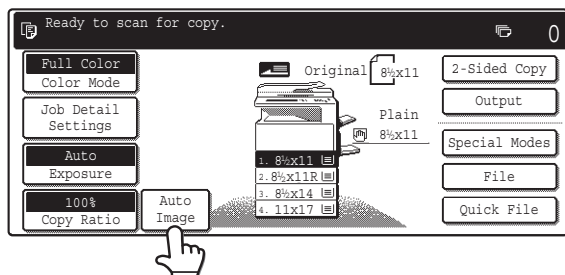 Ready to scan for copy.
0
Full Color
Color Mode
Original
8½x11
2-Sided Copy
Job Detail
Settings
Plain
8½x11
Output
Auto
Exposure
1. 8½x11
2. 8½x11R
3. 8½x14
4. 11x17
Special Modes
File
100%
Copy Ratio
Auto
Image
Quick File